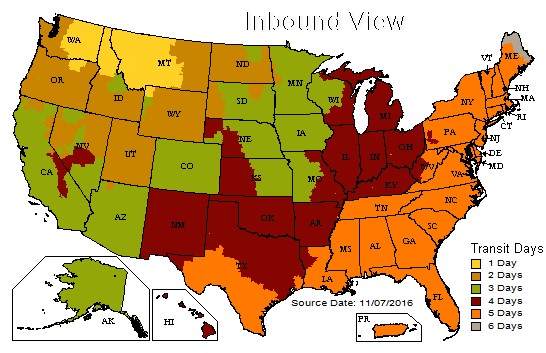 Inbound View
WA
MT
ND
MN
VT
ME
OR
ID
SD
WI
MI
NY
NH
MA
RI
CT
WY
IA
PA
NJ
DE
MD
NV
UT
NE
IL
IN
OH
WV
VA
CA
CO
KS
MO
KY
NC
AZ
NM
OK
AR
TN
SC
TX
MS
AL
GA
LA
FL
AK
HI
PR
Source Date: 11/07/2016
Transit Days
1 Day
2 Days
3 Days
4 Days
5 Days
6 Days